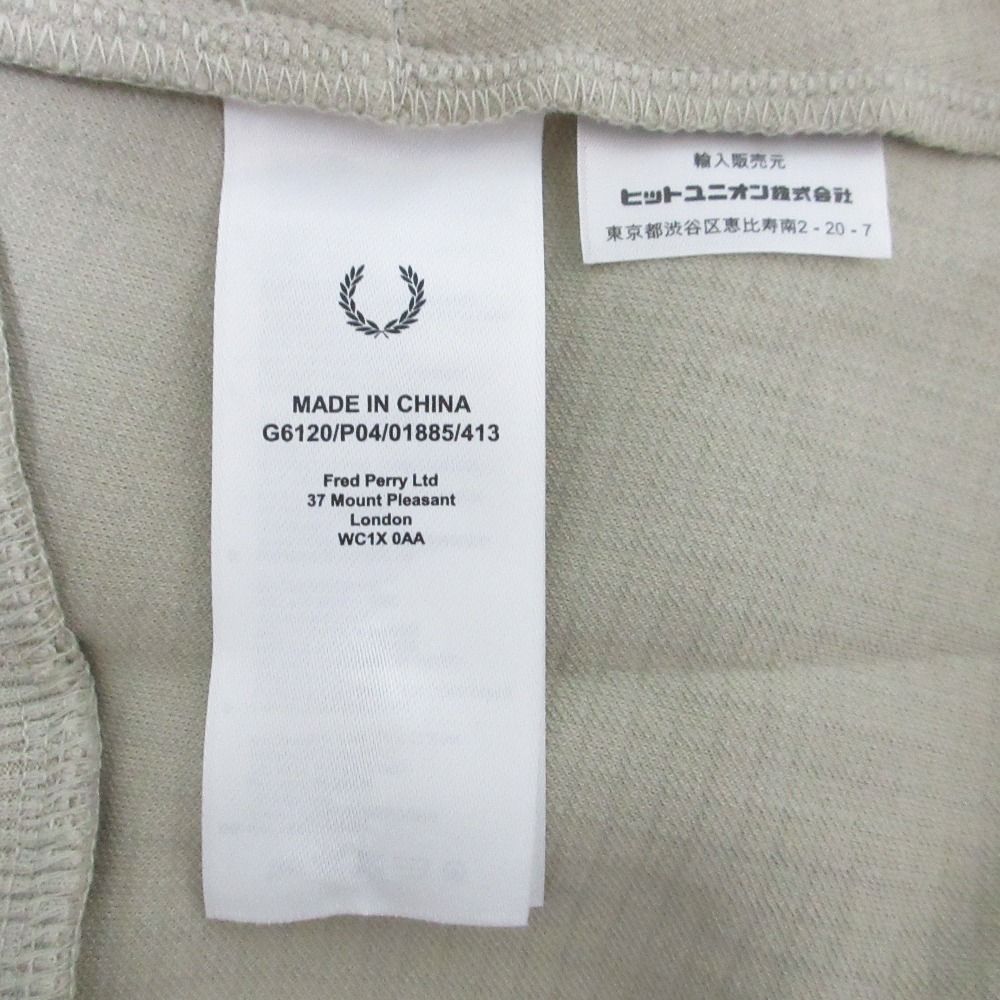 MADE IN CHINA
G6120/P04/01885/413
Fred Perry Ltd
37 Mount Pleasant
London
WC1X 0AA
輸入販売元
ヒットユニオン株式会社
東京都渋谷区恵比寿南2-20-7